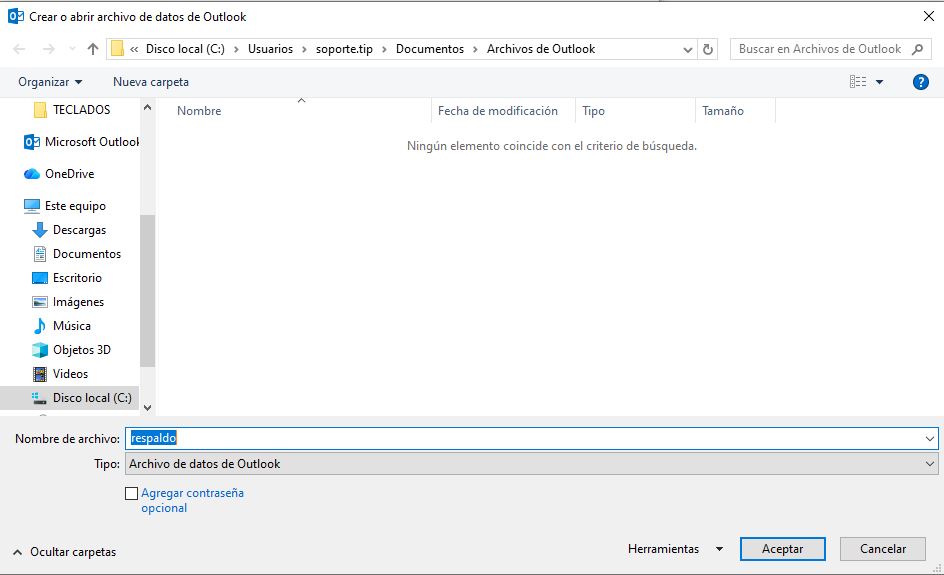 Crear o abrir archivo de datos de Outlook
« Disco local (C:) > Usuarios > soporte.tip > Documentos > Archivos de Outlook
Buscar en Archivos de Outlook
Organizar
Nueva carpeta
Nombre
Fecha de modificación
Tipo
Tamaño
TECLADOS
Microsoft Outlook
OneDrive
Este equipo
Descargas
Documentos
Escritorio
Imágenes
Música
Objetos 3D
Videos
Disco local (C:)
Ningún elemento coincide con el criterio de búsqueda.
Nombre de archivo: respaldo
Tipo: Archivo de datos de Outlook
Agregar contraseña
opcional
Ocultar carpetas
Herramientas
Aceptar
Cancelar